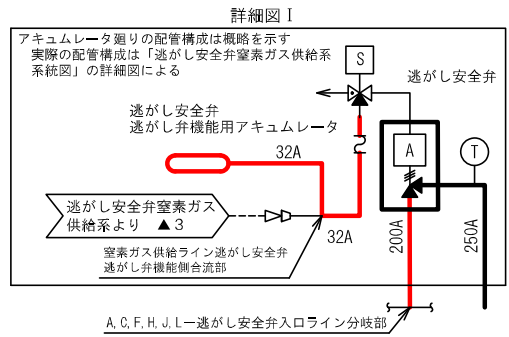 詳細図Ⅰ
アキュムレータ廻りの配管構成は概略を示す
実際の配管構成は「逃がし安全弁窒素ガス供給系
系統図」の詳細図による
S
逃がし安全弁
逃がし安全弁
逃がし弁機能用アキュムレータ
32A
A
T
逃がし安全弁窒素ガス
供給系より ▲3
32A
200A
250A
窒素ガス供給ライン逃がし安全弁
逃がし弁機能側合流部
A, C, F, H, J, L－逃がし安全弁入口ライン分岐部